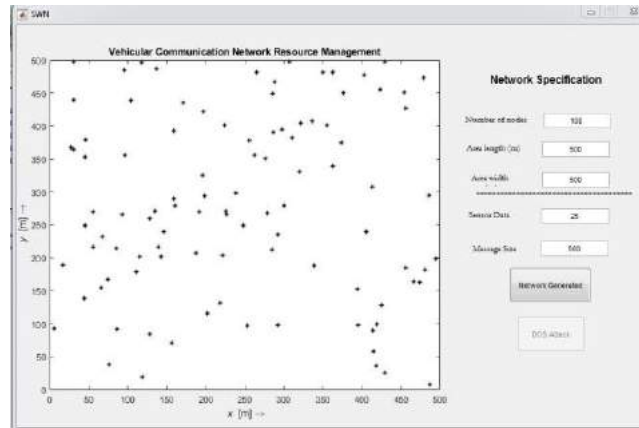 SWN
Vehicular Communication Network Resource Management
500
450
400
350
300
250
200
150
100
50
0
y [m] →
0 50 100 150 200 250 300 350 400 450 500
x [m] →
Network Specification
Number of nodes
Area length (m) 500
Area width 500
Sensor Data 25
Message Size 500
Network Generated
DOS Attack